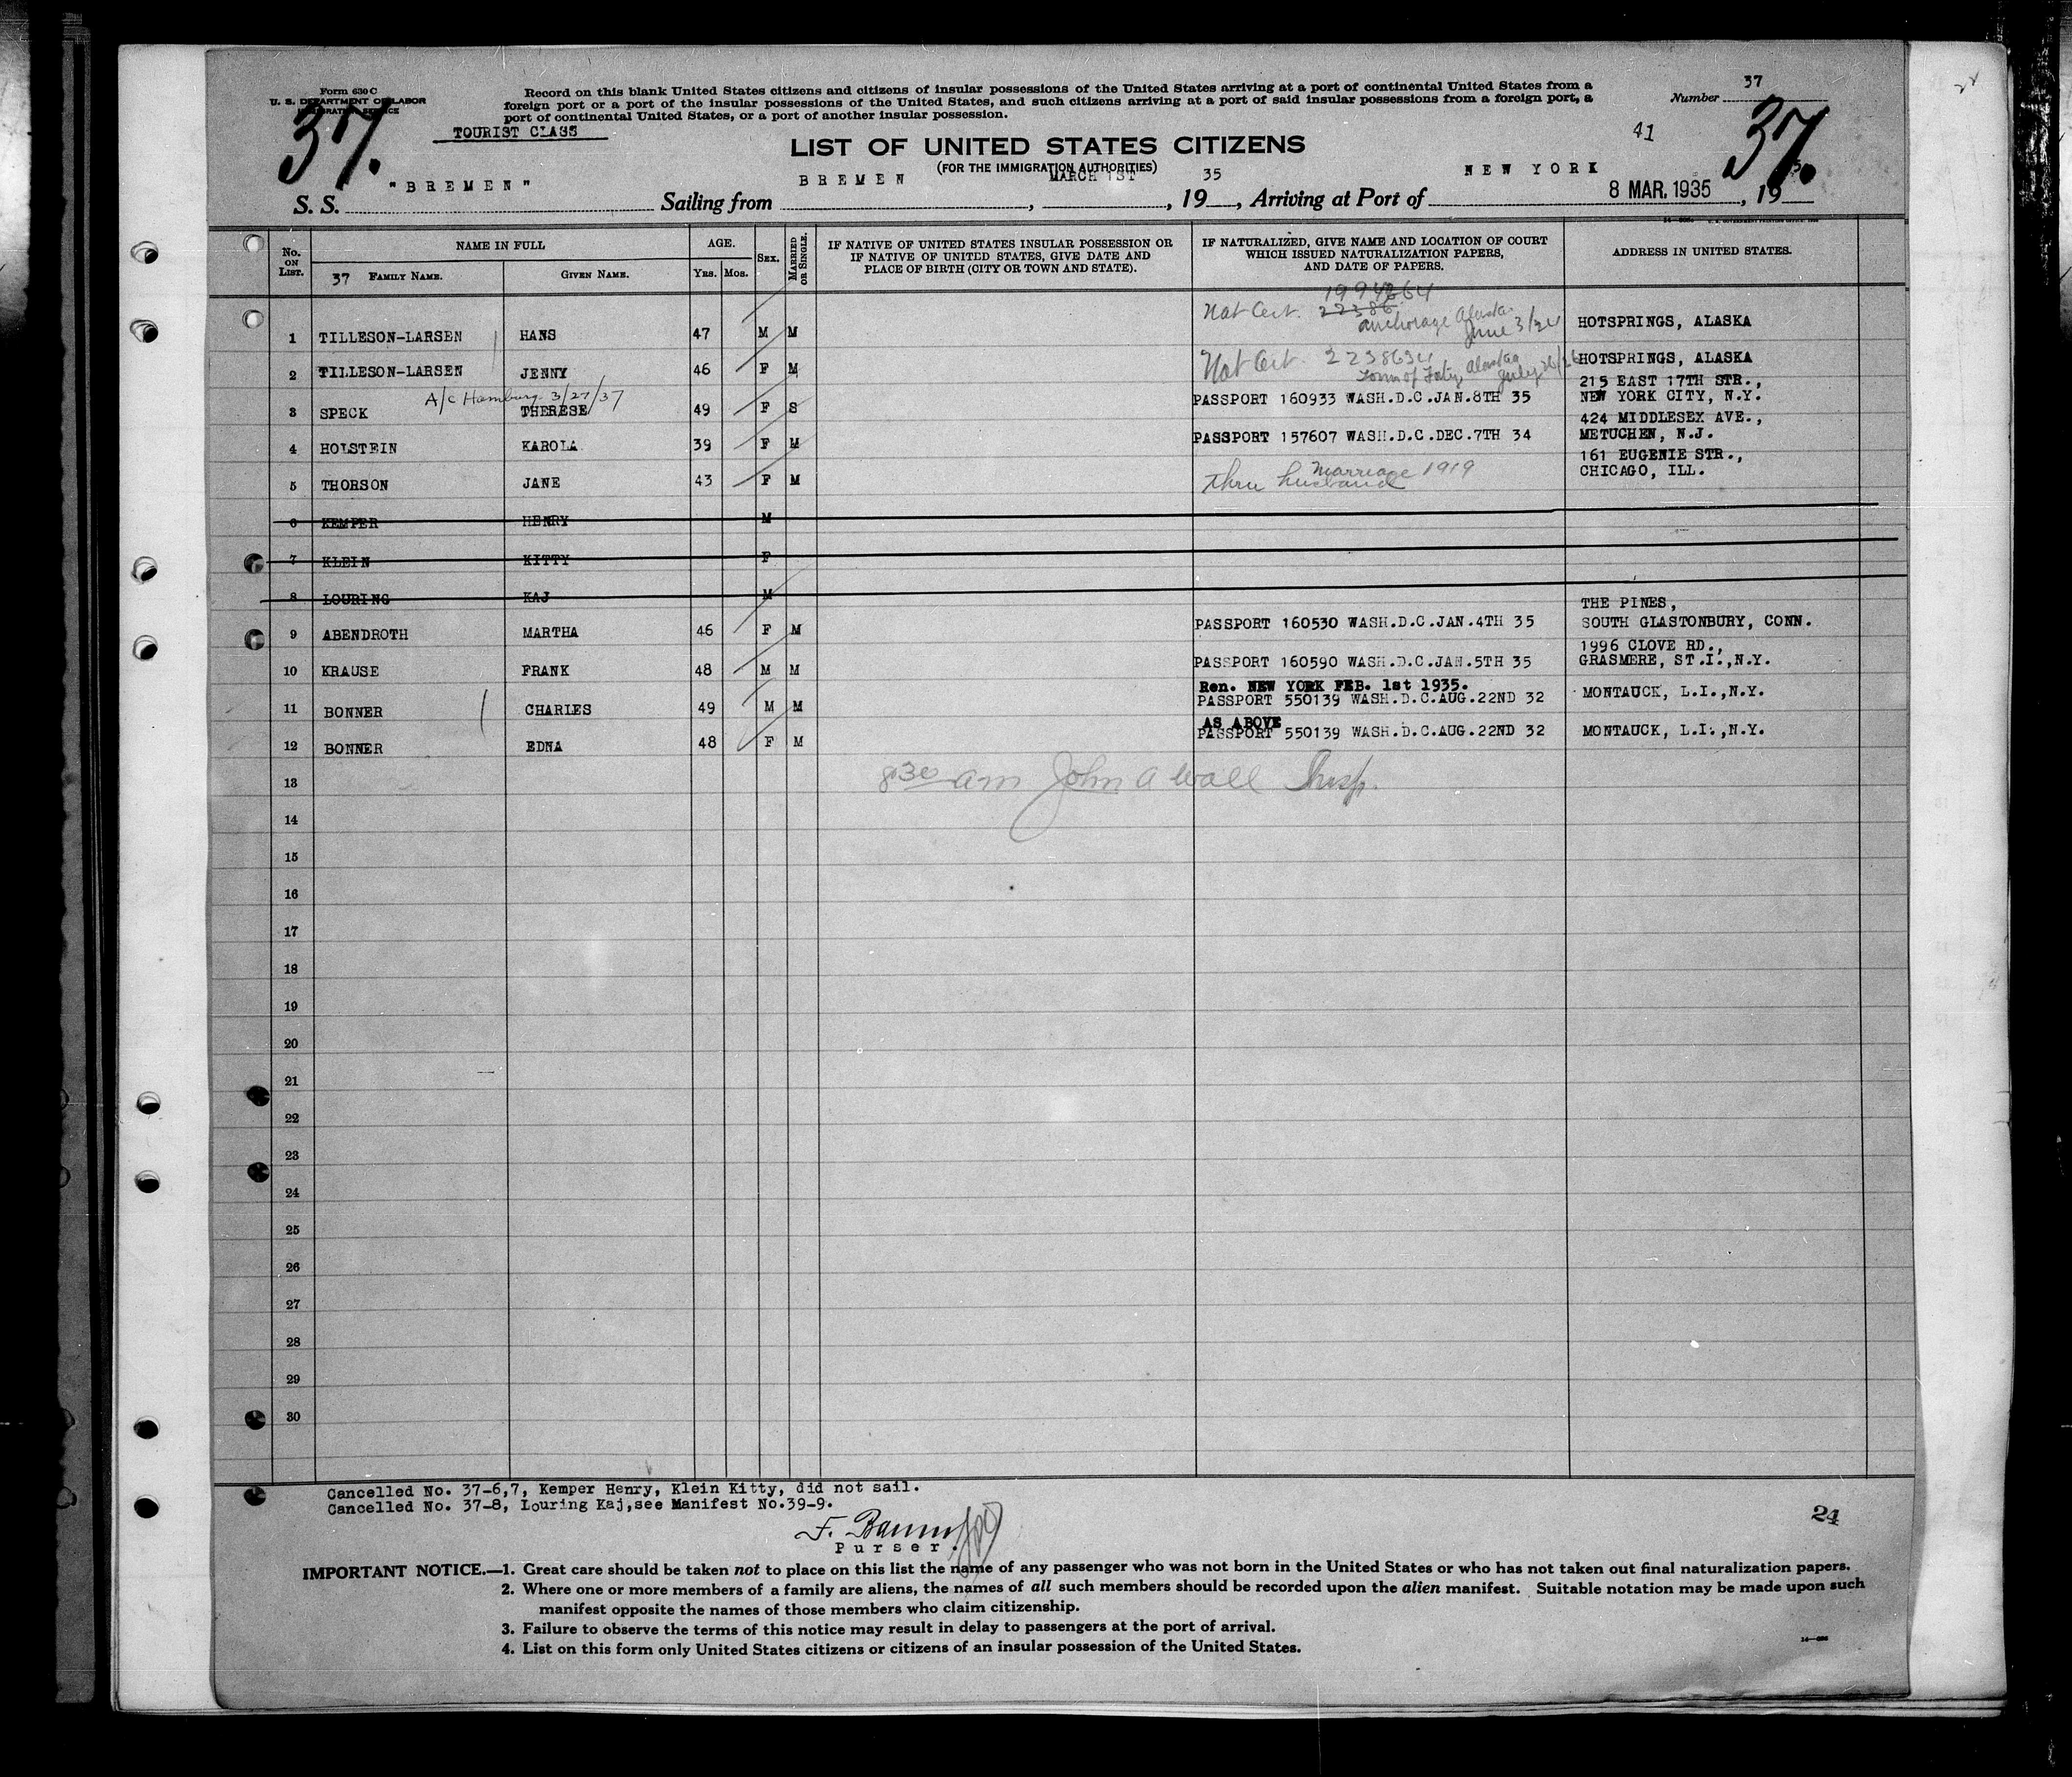 Form 630 C
U. S. DEPARTMENT OF LABOR
IMMIGRATION SERVICE
37.
TOURIST CLASS
Record on this blank United States citizens and citizens of insular possessions of the United States arriving at a port of continental United States from a
foreign port or a port of the insular possessions of the United States, and such citizens arriving at a port of said insular possessions from a foreign port, a
port of continental United States, or a port of another insular possession.
Number 37
41
37.
LIST OF UNITED STATES CITIZENS
(FOR THE IMMIGRATION AUTHORITIES)
S. S. "BREMEN" Sailing from BREMEN, MARCH 1ST, 1935, Arriving at Port of NEW YORK 8 MAR. 1935, 19
No. ON LIST. NAME IN FULL AGE. SEX. MARRIED OR SINGLE. IF NATIVE OF UNITED STATES INSULAR POSSESSION OR IF NATIVE OF UNITED STATES, GIVE DATE AND PLACE OF BIRTH (CITY OR TOWN AND STATE). IF NATURALIZED, GIVE NAME AND LOCATION OF COURT WHICH ISSUED NATURALIZATION PAPERS, AND DATE OF PAPERS. ADDRESS IN UNITED STATES.
37 FAMILY NAME. GIVEN NAME. YRS. MOS.
1 TILLESON-LARSEN HANS 47 M M Nat Cert. 22386 Anchorage Alaska June 3/24 HOTSPRINGS, ALASKA
2 TILLESON-LARSEN JENNY 46 F M Nat Cert 2238634 Alaska July HOTSPRINGS, ALASKA
A/c Hamburg 3/27/37
3 SPECK THERESE 49 F S PASSPORT 160933 WASH.D.C.JAN.8TH 35 215 EAST 17TH STR., NEW YORK CITY, N.Y.
4 HOLSTEIN KAROLA 39 F M PASSPORT 157607 WASH.D.C.DEC.7TH 34 424 MIDDLESEX AVE., METUCHEN, N.J.
5 THORSON JANE 43 F M thru husband Marriage 1919 161 EUGENIE STR., CHICAGO, ILL.
6 KEMPER HENRY M
7 KLEIN KITTY F
8 LOURING KAJ M
9 ABENDROTH MARTHA 46 F M PASSPORT 160530 WASH.D.C.JAN.4TH 35 THE PINES, SOUTH GLASTONBURY, CONN.
10 KRAUSE FRANK 48 M M PASSPORT 160590 WASH.D.C.JAN.5TH 35 1996 CLOVE RD., GRASMERE, ST.I.,N.Y.
Ren. NEW YORK FEB. 1st 1935.
11 BONNER CHARLES 49 M M PASSPORT 550139 WASH.D.C.AUG.22ND 32 MONTAUCK, L.I.,N.Y.
AS ABOVE
12 BONNER EDNA 48 F M PASSPORT 550139 WASH.D.C.AUG.22ND 32 MONTAUCK, L.I.,N.Y.
13 8 30 am John A Wall Insp.
14
15
16
17
18
19
20
21
22
23
24
25
26
27
28
29
30
Cancelled No. 37-6,7, Kemper Henry, Klein Kitty, did not sail.
Cancelled No. 37-8, Louring Kaj,see Manifest No.39-9.
24
Purser.
IMPORTANT NOTICE.—1. Great care should be taken not to place on this list the name of any passenger who was not born in the United States or who has not taken out final naturalization papers.
2. Where one or more members of a family are aliens, the names of all such members should be recorded upon the alien manifest. Suitable notation may be made upon such
manifest opposite the names of those members who claim citizenship.
3. Failure to observe the terms of this notice may result in delay to passengers at the port of arrival.
4. List on this form only United States citizens or citizens of an insular possession of the United States.